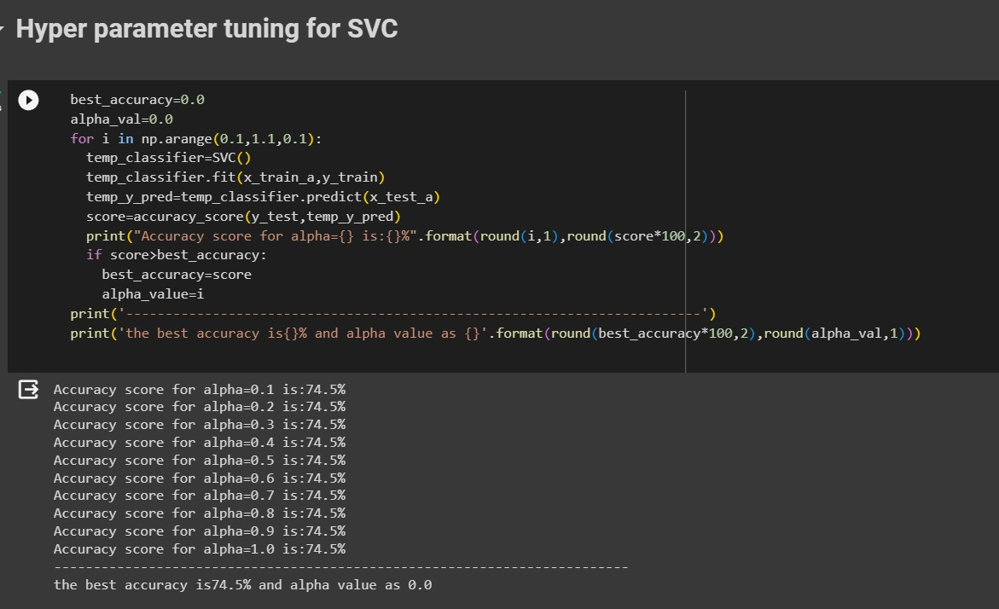 Hyper parameter tuning for SVC
best_accuracy=0.0
alpha_val=0.0
for i in np.arange(0.1,1.1,0.1):
  temp_classifier=SVC()
  temp_classifier.fit(x_train_a,y_train)
  temp_y_pred=temp_classifier.predict(x_test_a)
  score=accuracy_score(y_test,temp_y_pred)
  print("Accuracy score for alpha={} is:{}%".format(round(i,1),round(score*100,2)))
  if score>best_accuracy:
    best_accuracy=score
    alpha_value=i
print('-------------------------------------------------------------------------')
print('the best accuracy is{}% and alpha value as {}'.format(round(best_accuracy*100,2),round(alpha_val,1)))
Accuracy score for alpha=0.1 is:74.5%
Accuracy score for alpha=0.2 is:74.5%
Accuracy score for alpha=0.3 is:74.5%
Accuracy score for alpha=0.4 is:74.5%
Accuracy score for alpha=0.5 is:74.5%
Accuracy score for alpha=0.6 is:74.5%
Accuracy score for alpha=0.7 is:74.5%
Accuracy score for alpha=0.8 is:74.5%
Accuracy score for alpha=0.9 is:74.5%
Accuracy score for alpha=1.0 is:74.5%
-------------------------------------------------------------------------
the best accuracy is74.5% and alpha value as 0.0